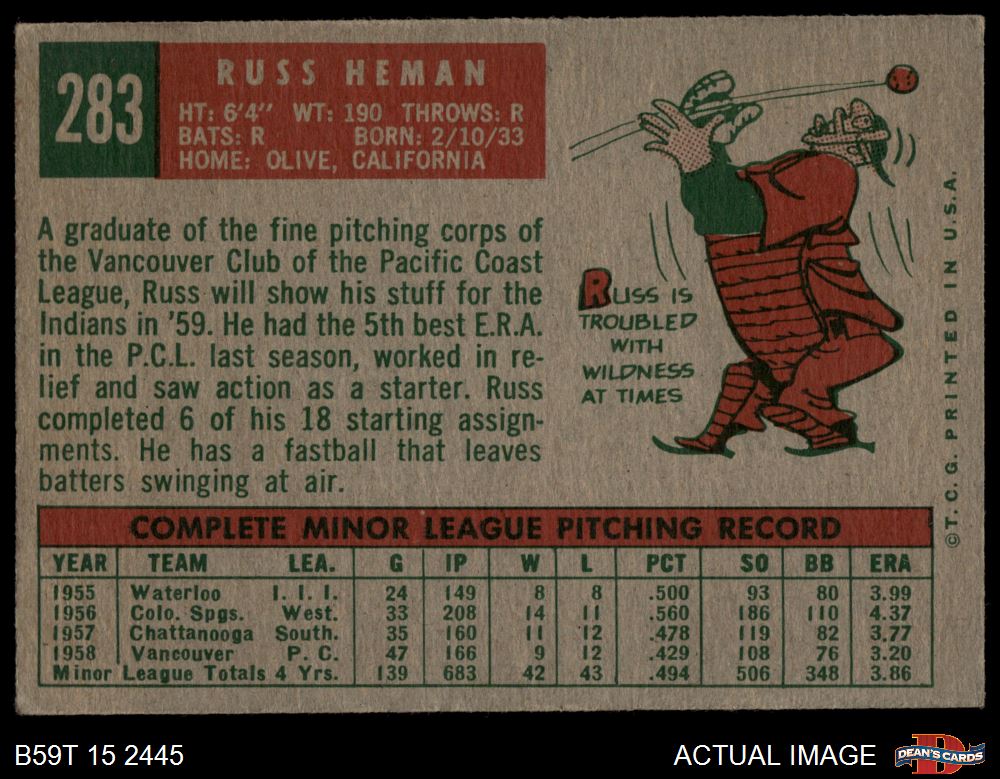 283
RUSS HEMAN
HT: 6'4" WT: 190 THROWS: R
BATS: R BORN: 2/10/33
HOME: OLIVE, CALIFORNIA
A graduate of the fine pitching corps of
the Vancouver Club of the Pacific Coast
League, Russ will show his stuff for the
Indians in '59. He had the 5th best E.R.A.
in the P.C.L. last season, worked in re-
lief and saw action as a starter. Russ
completed 6 of his 18 starting assign-
ments. He has a fastball that leaves
batters swinging at air.
RUSS IS
TROUBLED
WITH
WILDNESS
AT TIMES
©T. C. G. PRINTED IN U.S.A.
COMPLETE MINOR LEAGUE PITCHING RECORD
YEAR TEAM LEA. G IP W L PCT SO BB ERA
1955 Waterloo I. I. I. 24 149 8 8 .500 93 80 3.99
1956 Colo. Spgs. West. 33 208 14 11 .560 186 110 4.37
1957 Chattanooga South. 35 160 11 12 .478 119 82 3.77
1958 Vancouver P. C. 47 166 9 12 .429 108 76 3.20
Minor League Totals 4 Yrs. 139 683 42 43 .494 506 348 3.86
B59T 15 2445
ACTUAL IMAGE
D
DEAN'S CARDS